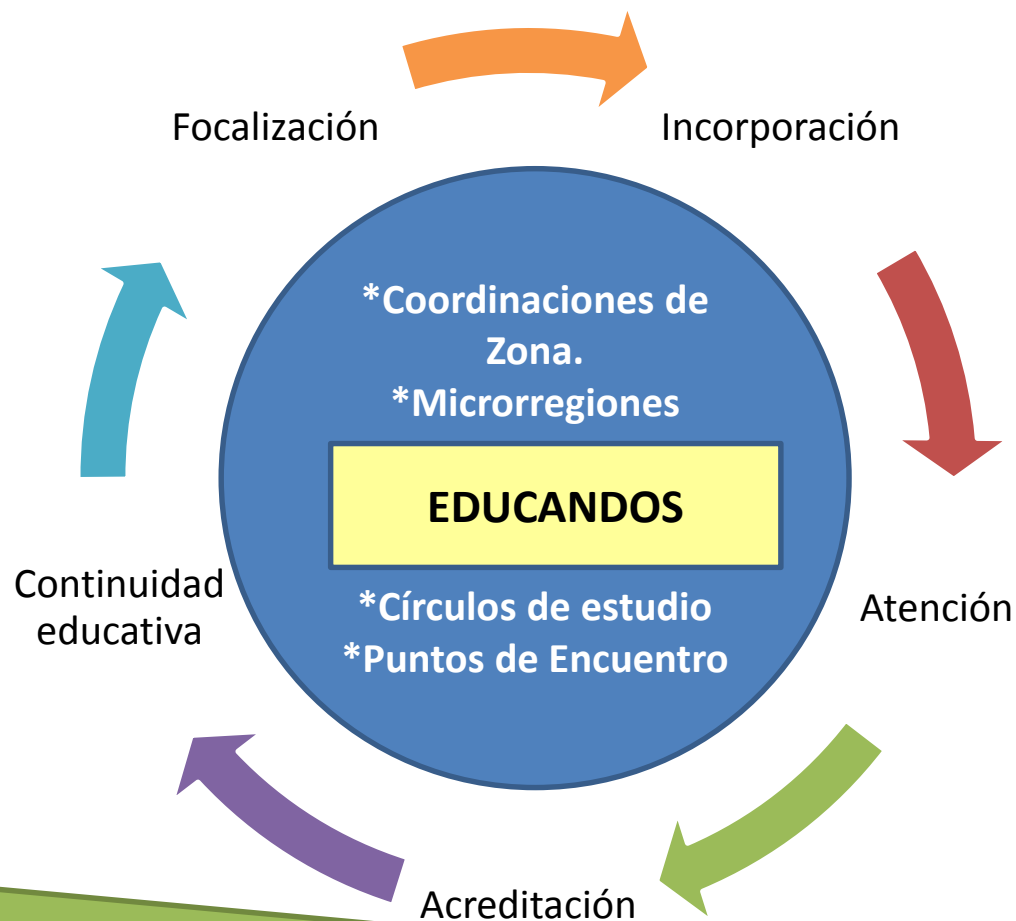 Focalización
Incorporación
*Coordinaciones de
Zona.
*Microrregiones
EDUCANDOS
*Círculos de estudio
*Puntos de Encuentro
Continuidad
educativa
Atención
Acreditación